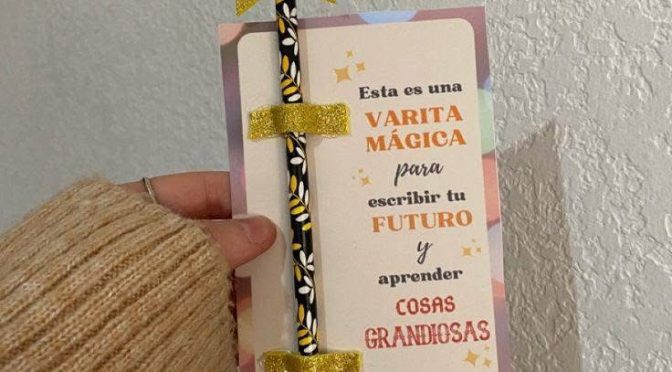 Esta es una
VARITA
MÁGICA
para
escribir tu
FUTURO
y
aprender
COSAS
GRANDIOSAS